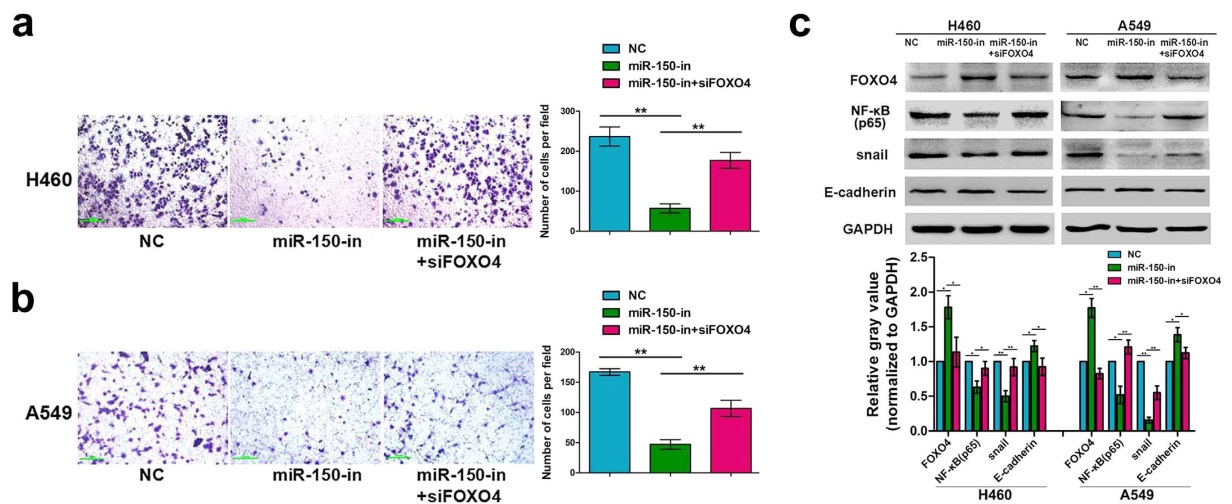 a
NC
miR-150-in
miR-150-in+siFOXO4
H460
NC
miR-150-in
miR-150-in
+siFOXO4
Number of cells per field
300
200
100
0
**
**
b
NC
miR-150-in
miR-150-in+siFOXO4
A549
NC
miR-150-in
miR-150-in
+siFOXO4
Number of cells per field
200
150
100
50
0
**
**
c
H460
A549
NC
miR-150-in
miR-150-in
+siFOXO4
NC
miR-150-in
miR-150-in
+siFOXO4
FOXO4
NF-κB
(p65)
snail
E-cadherin
GAPDH
NC
miR-150-in
miR-150-in+siFOXO4
Relative gray value
(normalized to GAPDH)
2.5
2.0
1.5
1.0
0.5
0.0
* *
* *
** **
* *
* **
* **
** **
* *
FOXO4
NF-κB(p65)
snail
E-cadherin
FOXO4
NF-κB(p65)
snail
E-cadherin
H460
A549